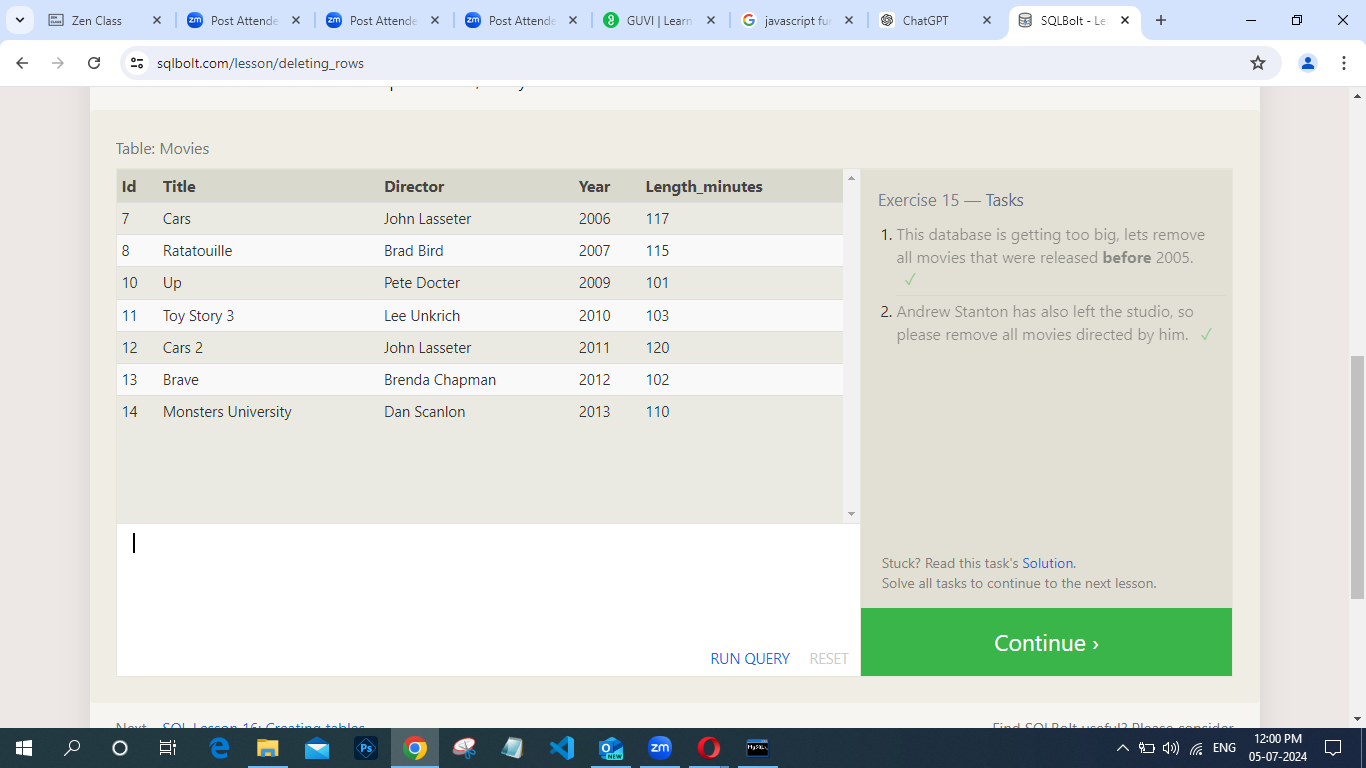 Zen Class
Post Attende
Post Attende
Post Attende
GUVI | Learn
javascript fur
ChatGPT
SQLBolt - Le
sqlbolt.com/lesson/deleting_rows
Table: Movies
Id Title Director Year Length_minutes
7 Cars John Lasseter 2006 117
8 Ratatouille Brad Bird 2007 115
10 Up Pete Docter 2009 101
11 Toy Story 3 Lee Unkrich 2010 103
12 Cars 2 John Lasseter 2011 120
13 Brave Brenda Chapman 2012 102
14 Monsters University Dan Scanlon 2013 110
Exercise 15 — Tasks
1. This database is getting too big, lets remove
all movies that were released before 2005.
✓
2. Andrew Stanton has also left the studio, so
please remove all movies directed by him. ✓
Stuck? Read this task's Solution.
Solve all tasks to continue to the next lesson.
RUN QUERY RESET
Continue ›
Next – SQL Lesson 16: Creating tables
Find SQLBolt useful? Please consider
ENG
12:00 PM
05-07-2024